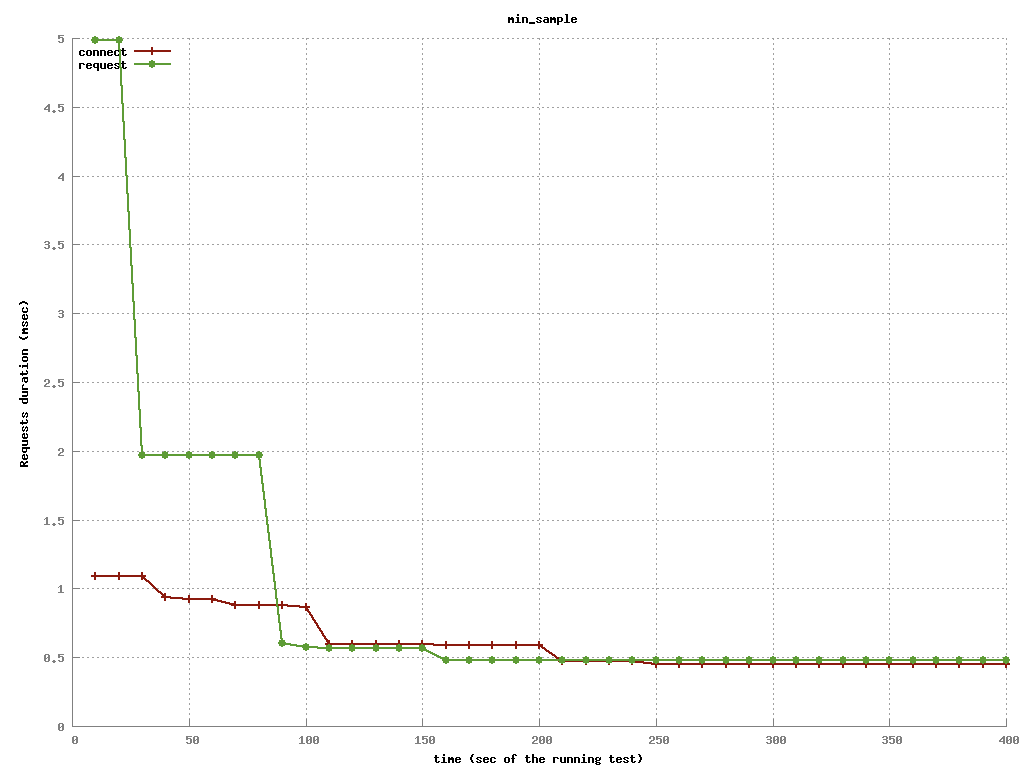 min_sample
connect
request
5
4.5
4
3.5
3
2.5
2
1.5
1
0.5
0
Requests duration (msec)
0 50 100 150 200 250 300 350 400
time (sec of the running test)